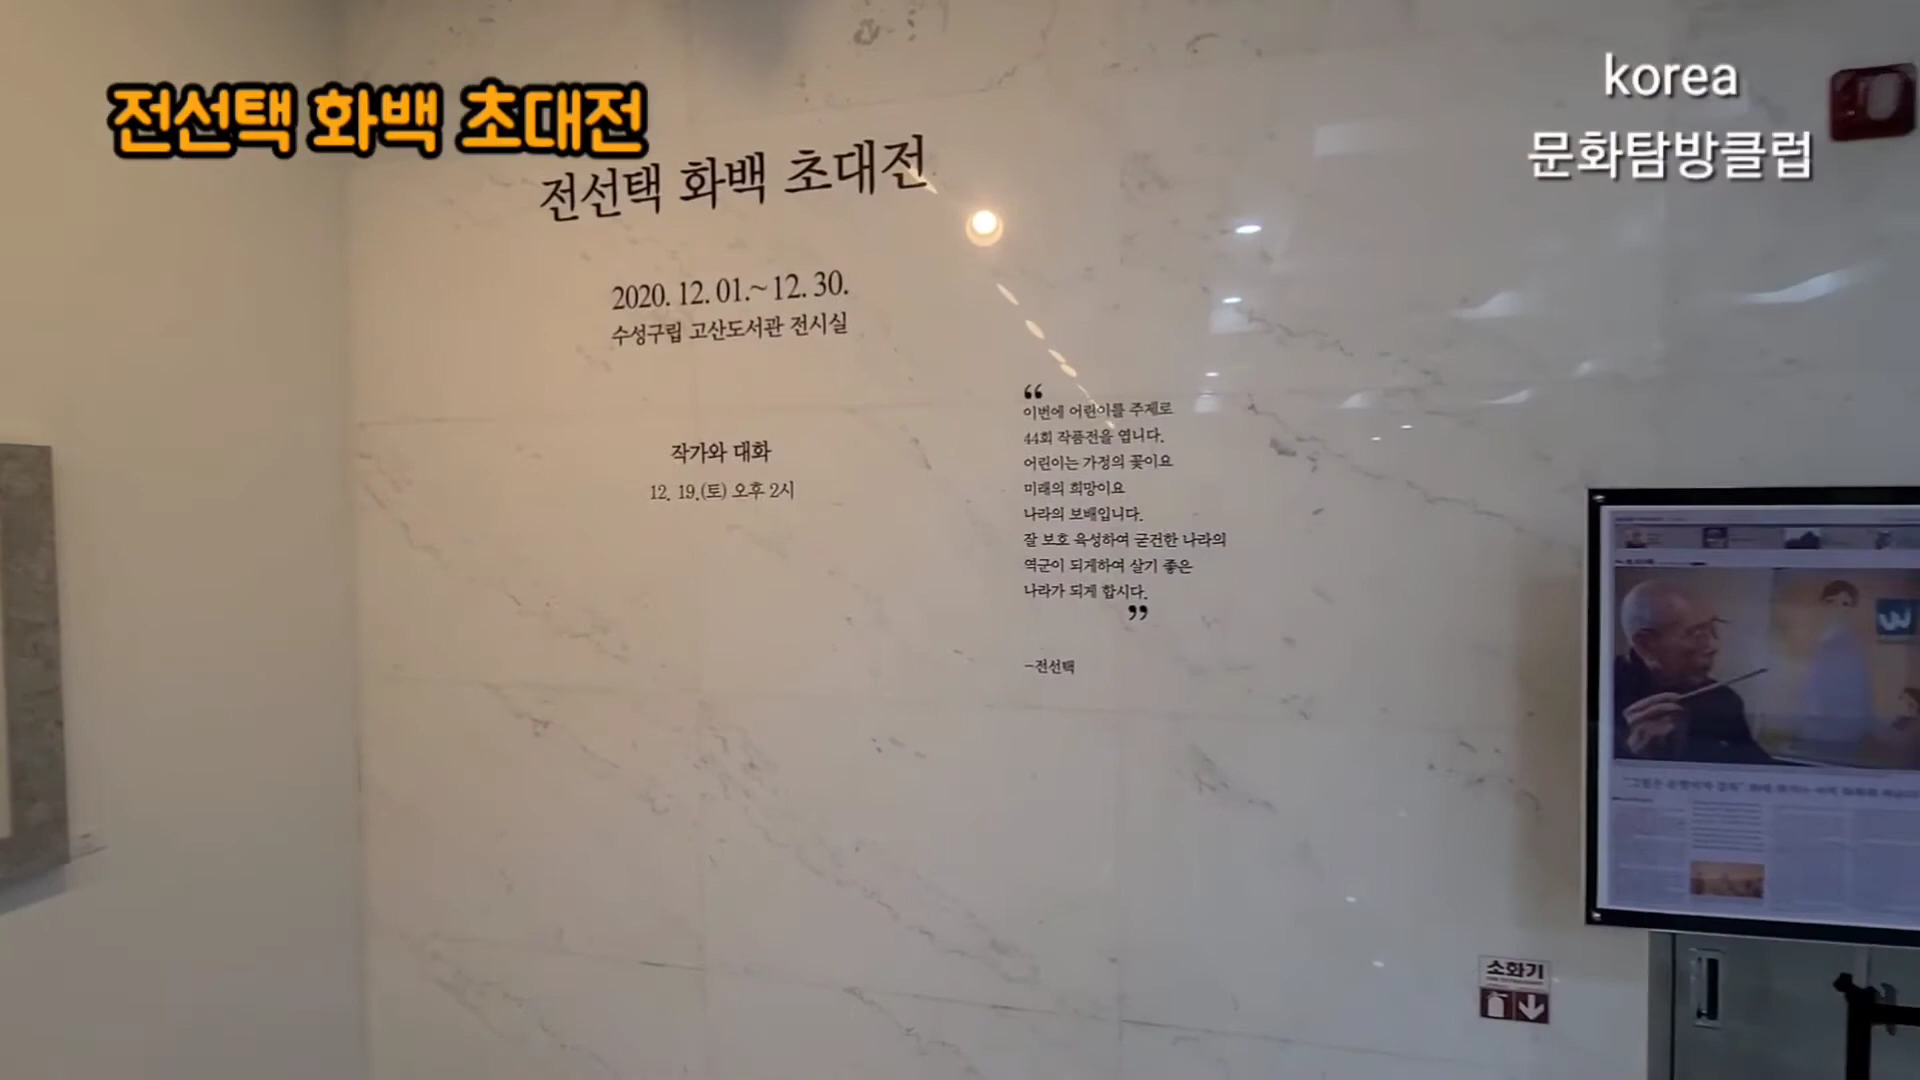 전선택 화백 초대전
korea
문화탐방클럽
전선택 화백 초대전
2020. 12. 01.~ 12. 30.
수성구립 고산도서관 전시실
작가와 대화
12. 19.(토) 오후 2시
“
이번에 어린이를 주제로
44회 작품전을 엽니다.
어린이는 가정의 꽃이요
미래의 희망이요
나라의 보배입니다.
잘 보호 육성하여 굳건한 나라의
역군이 되게하여 살기 좋은
나라가 되게 합시다.
”
-전선택
소화기